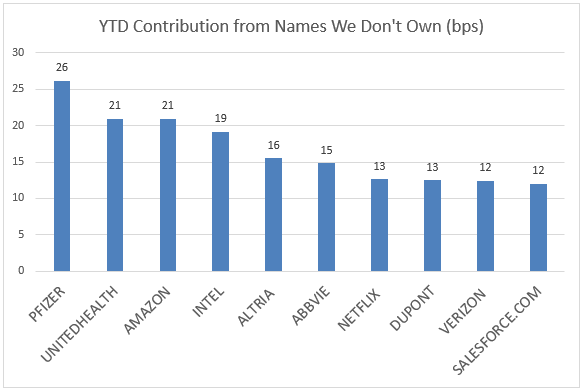 YTD Contribution from Names We Don't Own (bps)
30
25
20
15
10
5
0
26
21
21
19
16
15
13
13
12
12
PFIZER
UNITEDHEALTH
AMAZON
INTEL
ALTRIA
ABBVIE
NETFLIX
DUPONT
VERIZON
SALESFORCE.COM